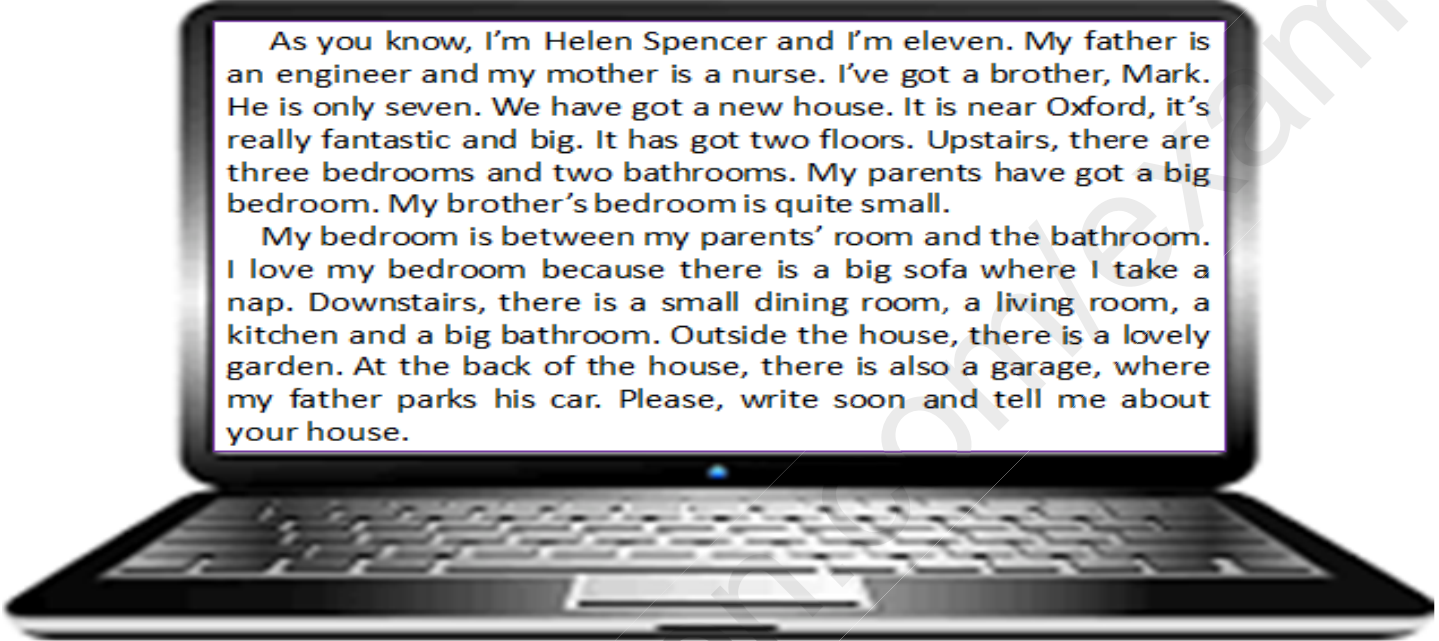 As you know, I’m Helen Spencer and I’m eleven. My father is
an engineer and my mother is a nurse. I’ve got a brother, Mark.
He is only seven. We have got a new house. It is near Oxford, it’s
really fantastic and big. It has got two floors. Upstairs, there are
three bedrooms and two bathrooms. My parents have got a big
bedroom. My brother’s bedroom is quite small.
My bedroom is between my parents’ room and the bathroom.
I love my bedroom because there is a big sofa where I take a
nap. Downstairs, there is a small dining room, a living room, a
kitchen and a big bathroom. Outside the house, there is a lovely
garden. At the back of the house, there is also a garage, where
my father parks his car. Please, write soon and tell me about
your house.